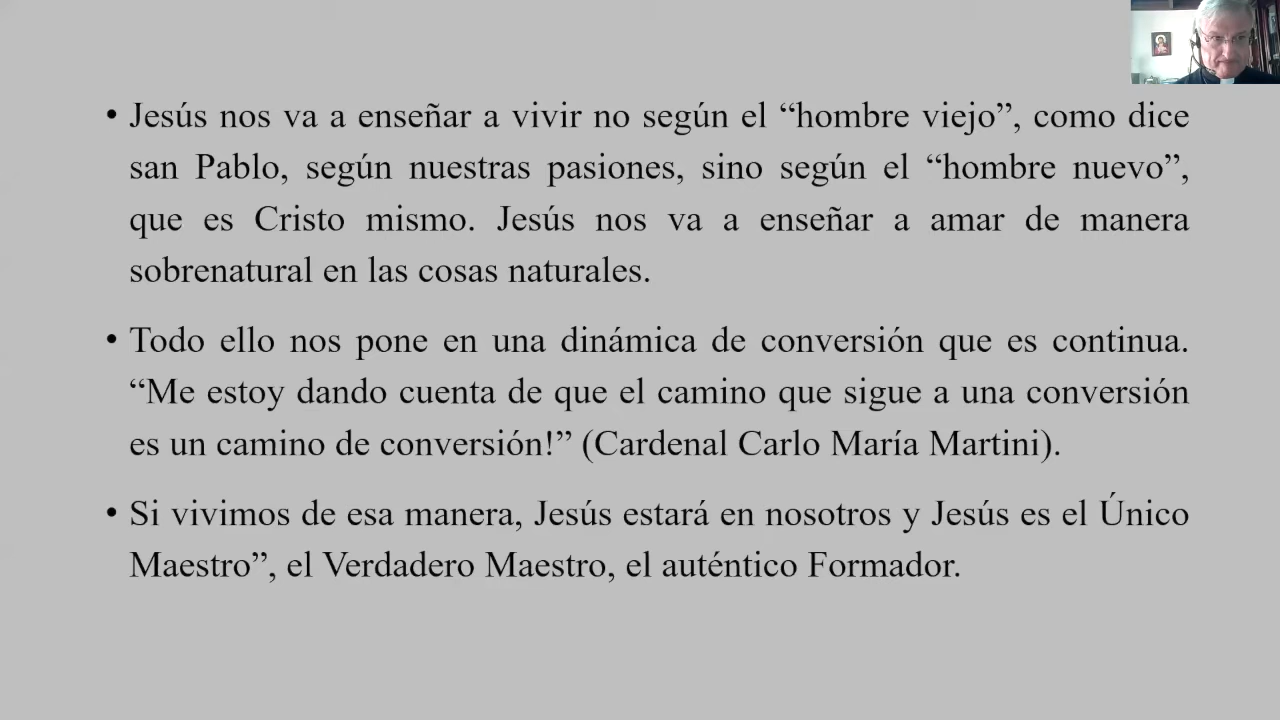 • Jesús nos va a enseñar a vivir no según el “hombre viejo”, como dice
san Pablo, según nuestras pasiones, sino según el “hombre nuevo”,
que es Cristo mismo. Jesús nos va a enseñar a amar de manera
sobrenatural en las cosas naturales.
• Todo ello nos pone en una dinámica de conversión que es continua.
“Me estoy dando cuenta de que el camino que sigue a una conversión
es un camino de conversión!” (Cardenal Carlo María Martini).
• Si vivimos de esa manera, Jesús estará en nosotros y Jesús es el Único
Maestro”, el Verdadero Maestro, el auténtico Formador.